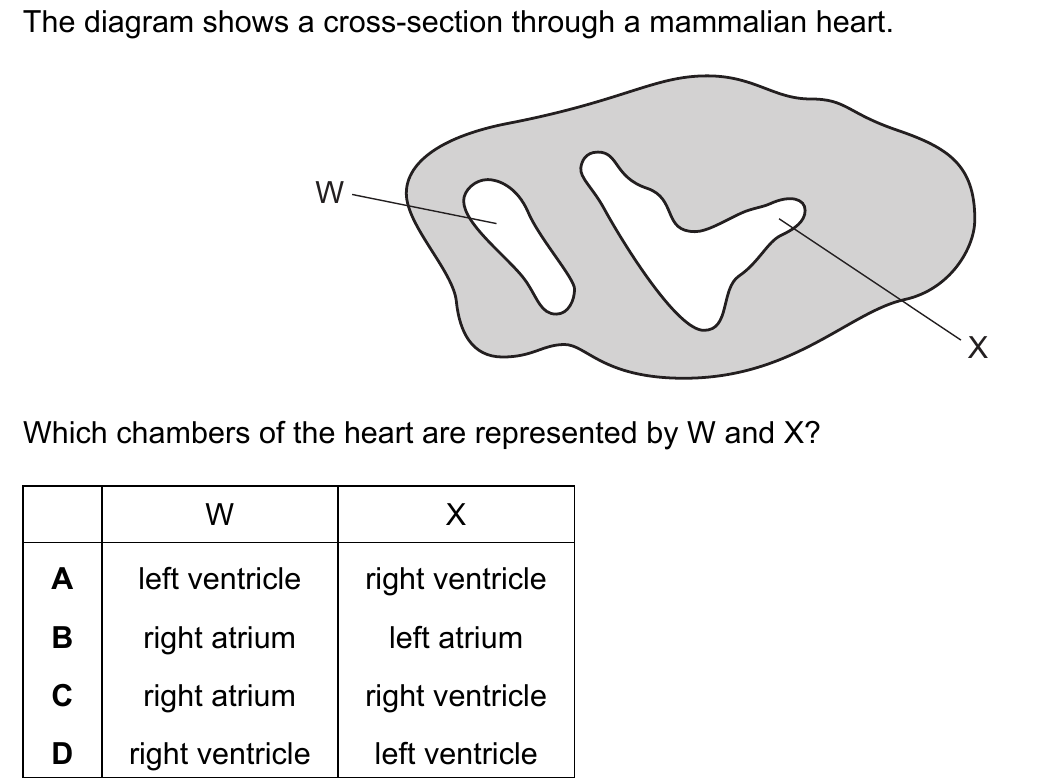 The diagram shows a cross-section through a mammalian heart.
W
X
Which chambers of the heart are represented by W and X?
W X
A left ventricle right ventricle
B right atrium left atrium
C right atrium right ventricle
D right ventricle left ventricle